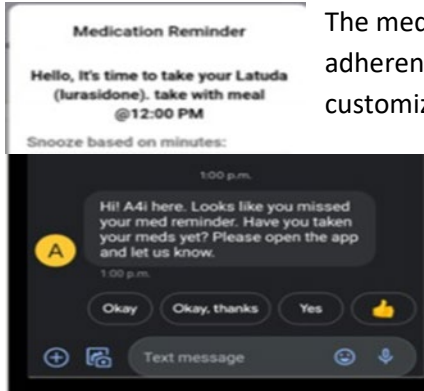 Medication Reminder
The med
adheren
customiz
Hello, It's time to take your Latuda
(lurasidone). take with meal
@12:00 PM
Snooze based on minutes:
1:00 p.m.
Hi! A4i here. Looks like you missed
your med reminder. Have you taken
your meds yet? Please open the app
and let us know.
A
1:00 p.m.
Okay
Okay, thanks
Yes
Text message